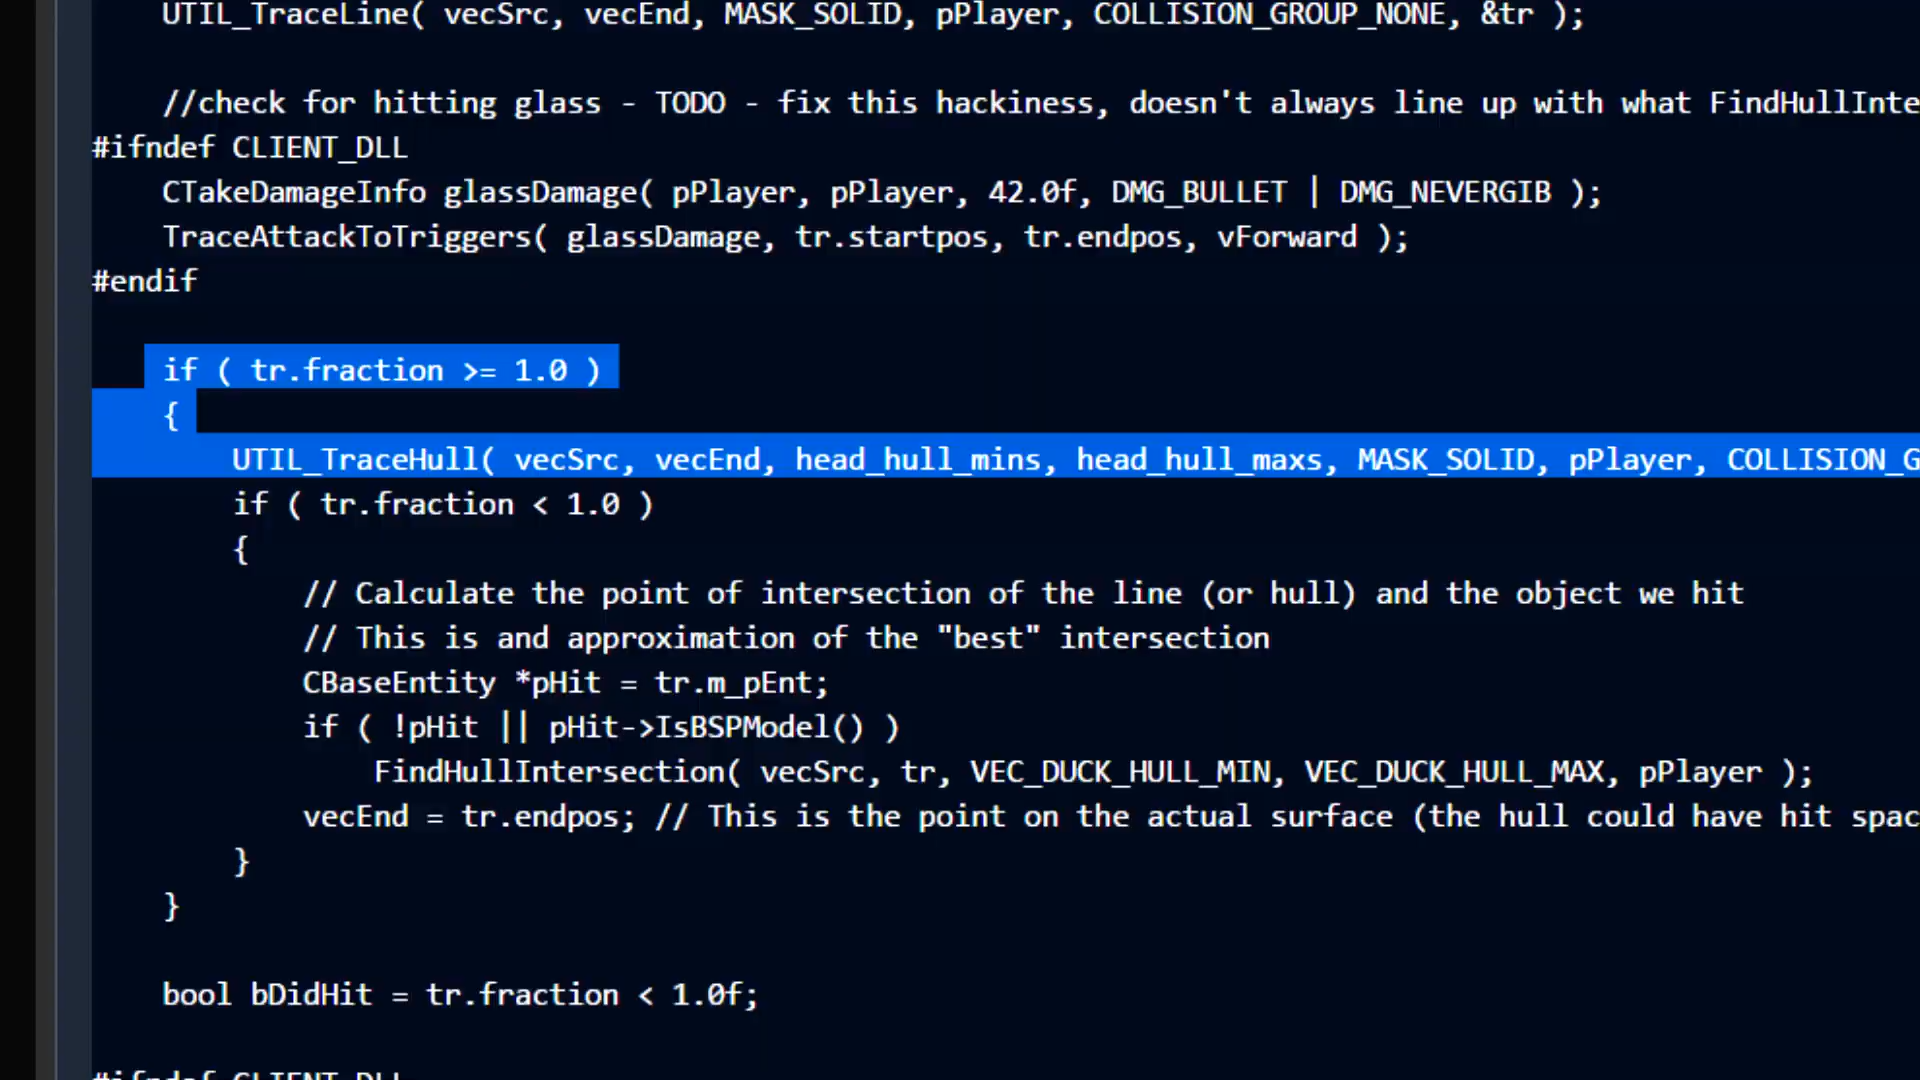 UTIL_TraceLine( vecSrc, vecEnd, MASK_SOLID, pPlayer, COLLISION_GROUP_NONE, &tr );
//check for hitting glass - TODO - fix this hackiness, doesn't always line up with what FindHullInte
#ifndef CLIENT_DLL
CTakeDamageInfo glassDamage( pPlayer, pPlayer, 42.0f, DMG_BULLET | DMG_NEVERGIB );
TraceAttackToTriggers( glassDamage, tr.startpos, tr.endpos, vForward );
#endif
if ( tr.fraction >= 1.0 )
{
UTIL_TraceHull( vecSrc, vecEnd, head_hull_mins, head_hull_maxs, MASK_SOLID, pPlayer, COLLISION_G
if ( tr.fraction < 1.0 )
{
// Calculate the point of intersection of the line (or hull) and the object we hit
// This is and approximation of the "best" intersection
CBaseEntity *pHit = tr.m_pEnt;
if ( !pHit || pHit->IsBSPModel() )
FindHullIntersection( vecSrc, tr, VEC_DUCK_HULL_MIN, VEC_DUCK_HULL_MAX, pPlayer );
vecEnd = tr.endpos; // This is the point on the actual surface (the hull could have hit spac
}
}
bool bDidHit = tr.fraction < 1.0f;
#ifndef CLIENT_DLL